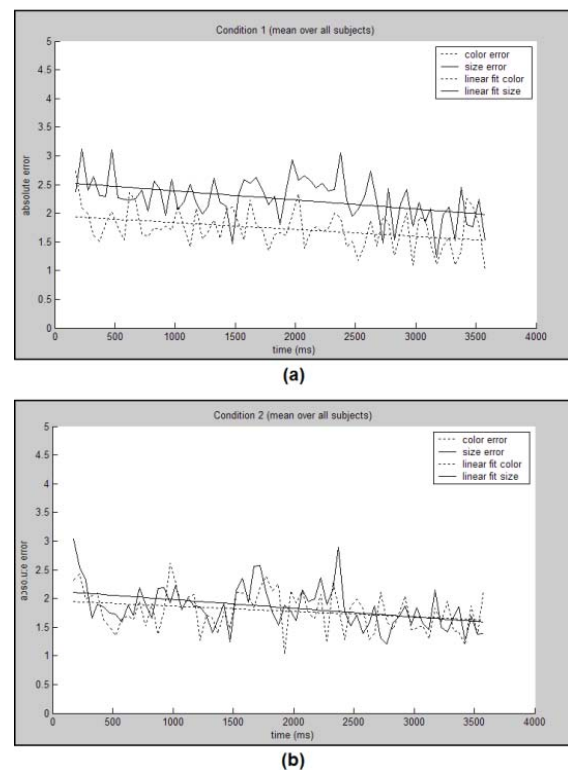 Condition 1 (mean over all subjects)
5
4.5
4
3.5
3
2.5
2
1.5
1
0.5
0
absolute error
color error
size error
linear fit color
linear fit size
0 500 1000 1500 2000 2500 3000 3500 4000
time (ms)
(a)
Condition 2 (mean over all subjects)
5
4.5
4
3.5
3
2.5
2
1.5
1
0.5
0
absolute error
color error
size error
linear fit color
linear fit size
0 500 1000 1500 2000 2500 3000 3500 4000
time (ms)
(b)